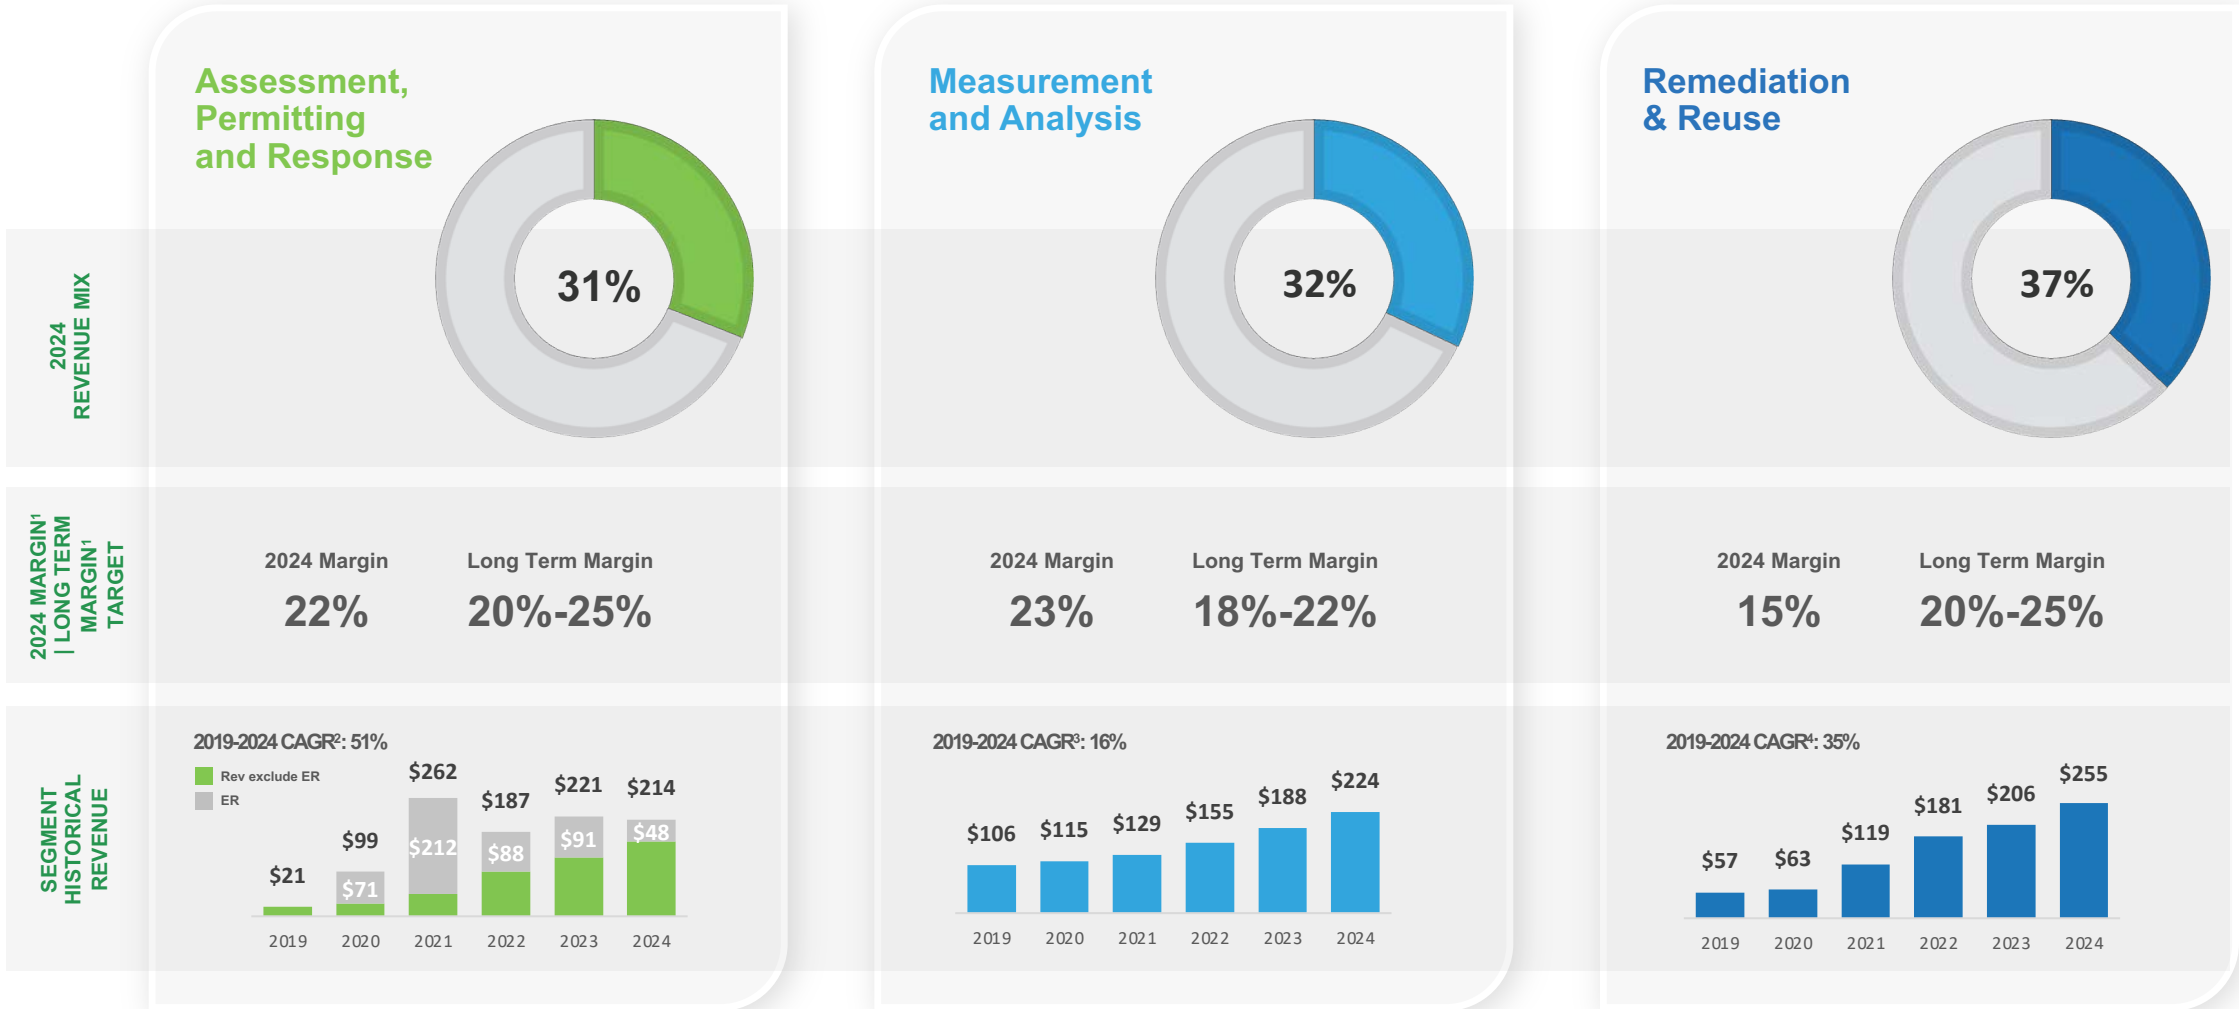 Assessment,
Permitting
and Response
Measurement
and Analysis
Remediation
& Reuse
2024
REVENUE MIX
31%
32%
37%
2024 MARGIN¹
| LONG TERM
MARGIN¹
TARGET
2024 Margin
Long Term Margin
22%
20%-25%
2024 Margin
Long Term Margin
23%
18%-22%
2024 Margin
Long Term Margin
15%
20%-25%
SEGMENT
HISTORICAL
REVENUE
2019-2024 CAGR²: 51%
Rev exclude ER
ER
$21
$99
$262
$187
$221
$214
$71
$212
$88
$91
$48
2019 2020 2021 2022 2023 2024
2019-2024 CAGR³: 16%
$106
$115
$129
$155
$188
$224
2019 2020 2021 2022 2023 2024
2019-2024 CAGR⁴: 35%
$57
$63
$119
$181
$206
$255
2019 2020 2021 2022 2023 2024